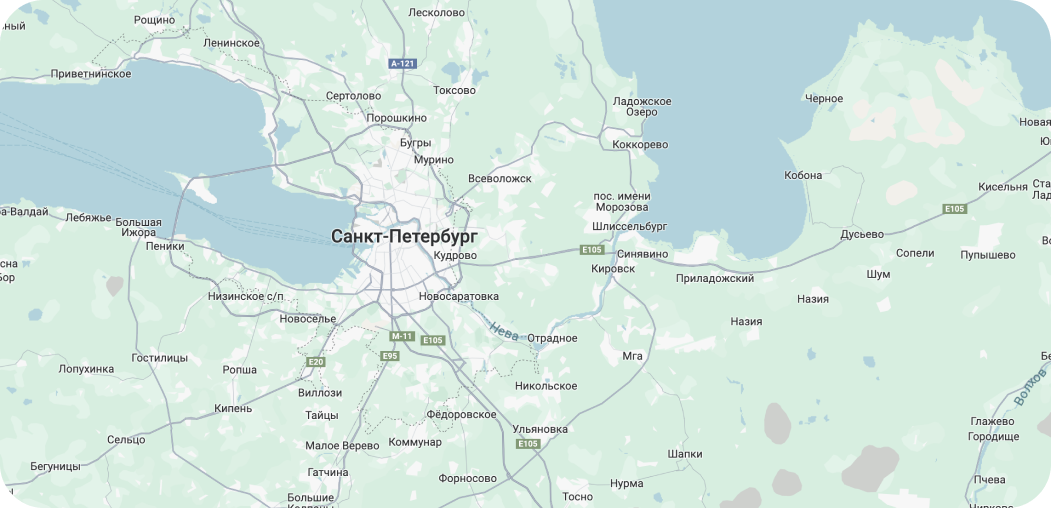 Лесколово
Рощино
Ленинское
А-121
Приветнинское
Токсово
Сертолово
Черное
Ладожское
Озеро
Порошкино
Новая
Бугры
Коккорево
Мурино
Кобона
Всеволожск
Кисельня
пос. имени
Морозова
E105
а-Валдай
Лебяжье
Большая
Ижора
Шлиссельбург
Санкт-Петербург
Дусьево
Пеники
E105
Синявино
Сопели
Пупышево
Кудрово
Кировск
Шум
Приладожский
Низинское с/п
Новосаратовка
Назия
Новоселье
Назия
Нева
М-11
E105
Отрадное
E95
Мга
Гостилицы
E20
Лопухинка
Ропша
Волхов
Никольское
Виллози
Кипень
Тайцы
Фёдоровское
Глажево
Ульяновка
Городище
Сельцо
Малое Верево
Коммунар
E105
Шапки
Бегуницы
Гатчина
Форносово
Нурма
Пчева
Большие
Тосно